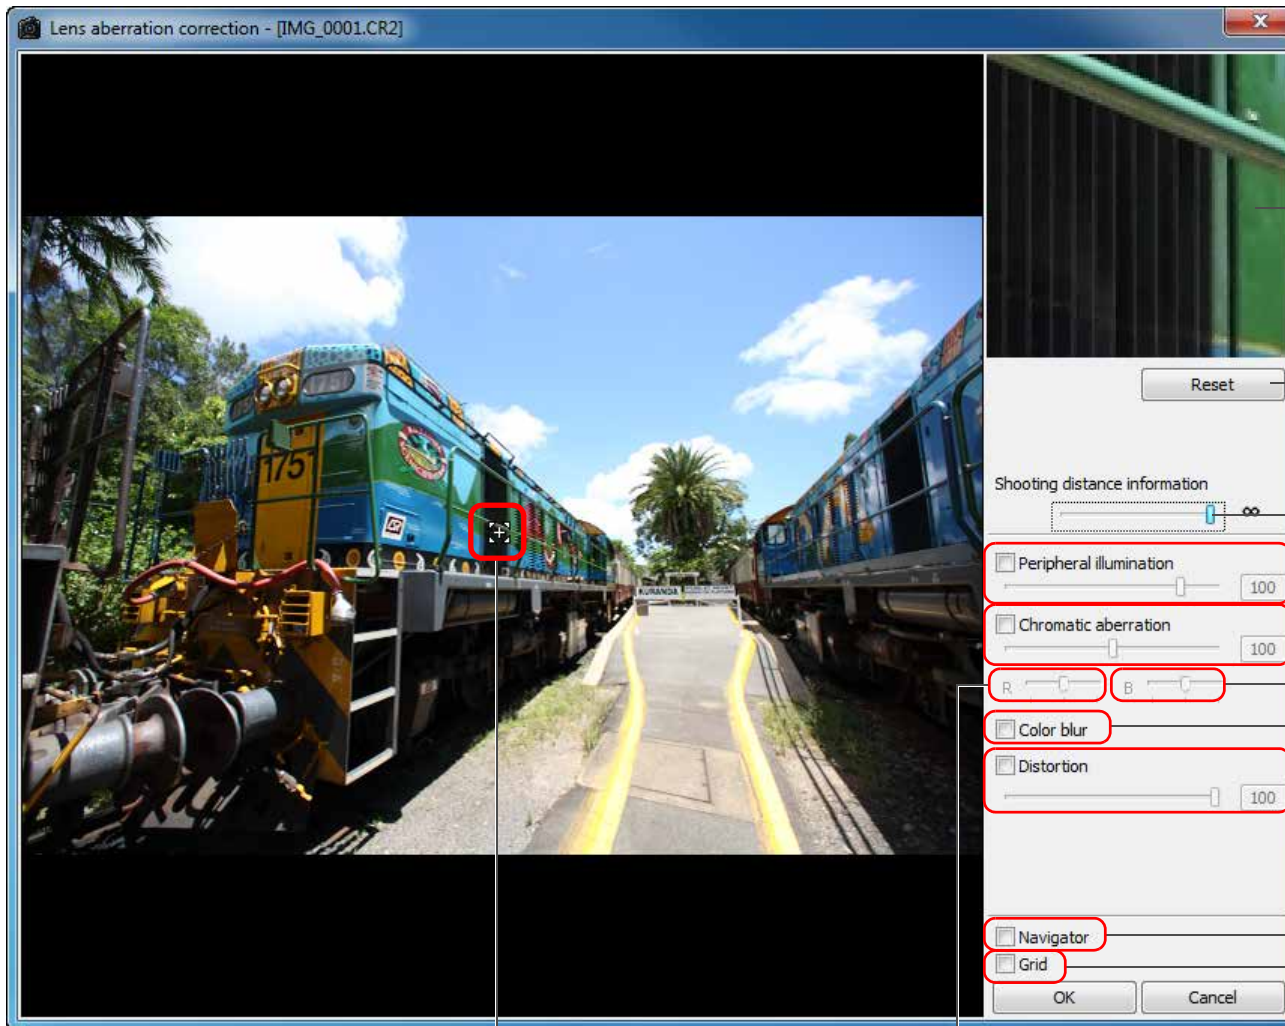 Lens aberration correction - [IMG_0001.CR2]
Reset
Shooting distance information
∞
Peripheral illumination
100
Chromatic aberration
100
R B
Color blur
Distortion
100
Navigator
Grid
OK Cancel
1751
1751
KURANDA